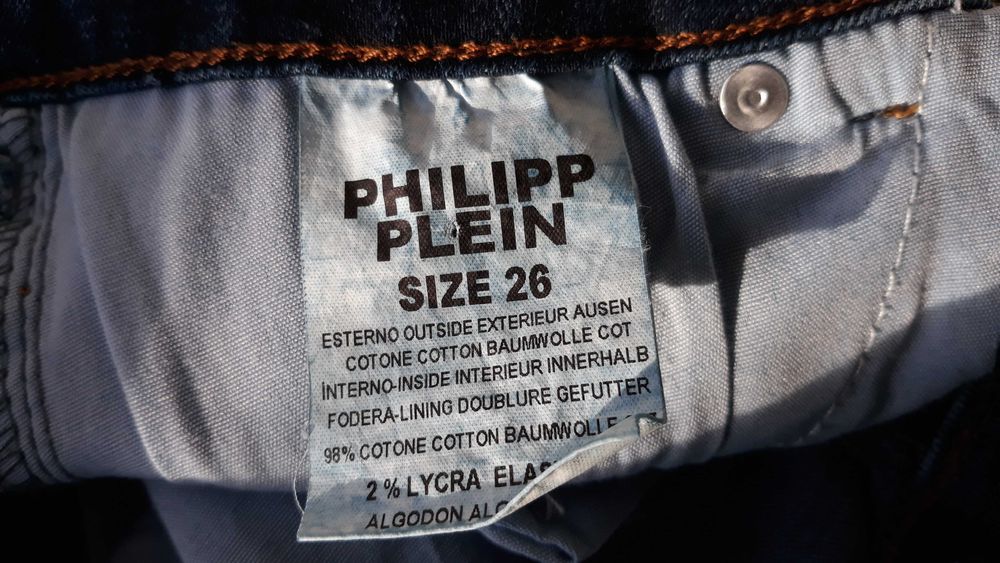 PHILIPP
PLEIN
SIZE 26
ESTERNO OUTSIDE EXTERIEUR AUSEN
COTONE COTTON BAUMWOLLE COT
INTERNO-INSIDE INTERIEUR INNERHALB
FODERA-LINING DOUBLURE GEFUTTER
98% COTONE COTTON BAUMWOLLE
2 % LYCRA
ALGODON